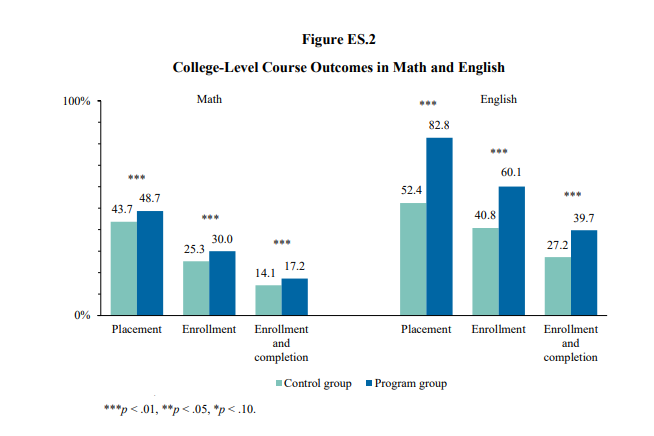 Figure ES.2
College-Level Course Outcomes in Math and English
100%
Math
***
English
82.8
***
***
60.1
***
52.4
***
48.7
43.7
***
40.8
39.7
***
30.0
25.3
27.2
14.1
17.2
0%
Placement
Enrollment
Enrollment
and
completion
Placement
Enrollment
Enrollment
and
completion
Control group
Program group
***p < .01, **p < .05, *p < .10.